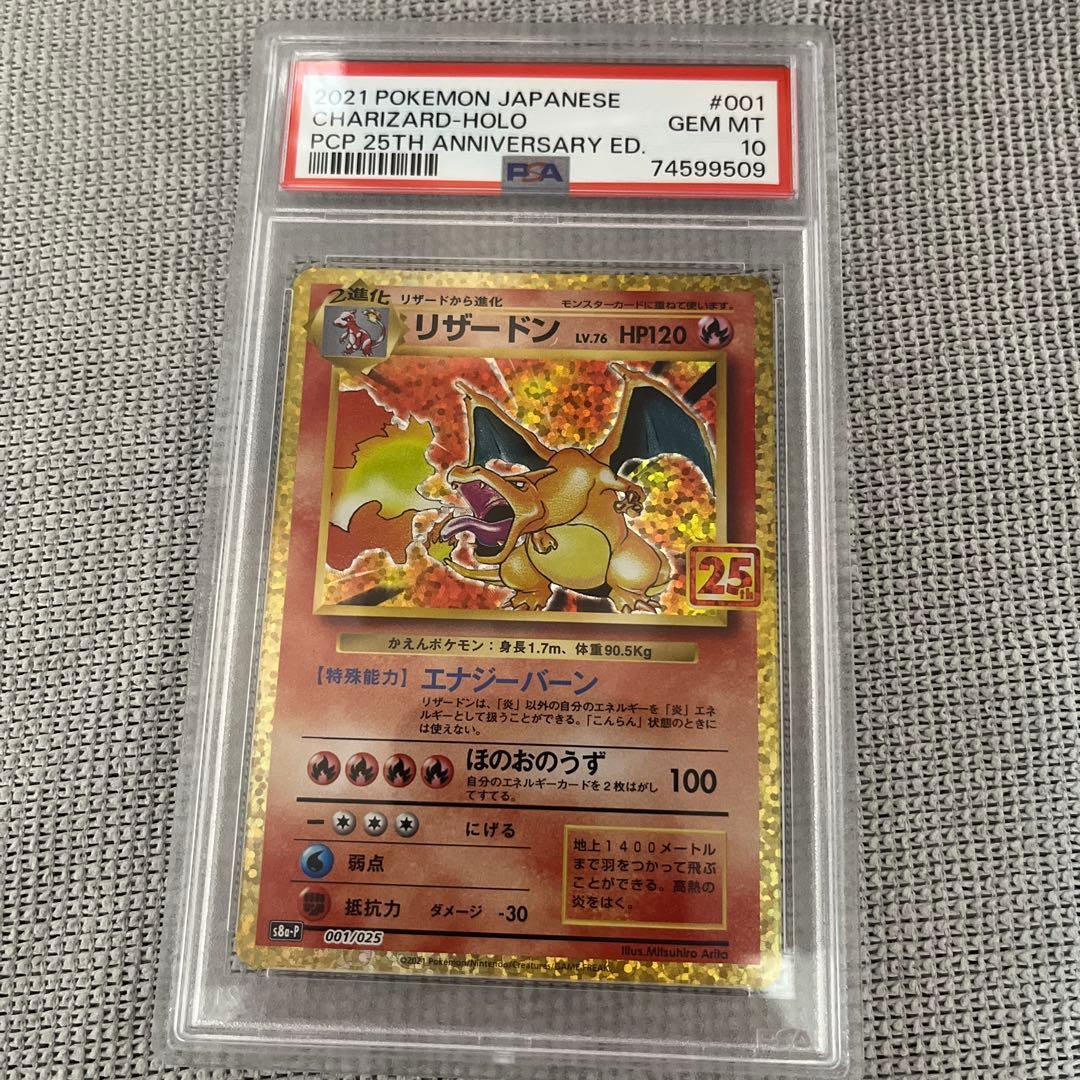 2021 POKEMON JAPANESE #001
CHARIZARD-HOLO GEM MT
PCP 25TH ANNIVERSARY ED. 10
PSA 74599509
2進化 リザードから進化 モンスターカードに重ねて使います。
リザードン LV.76 HP120
25th
かえんポケモン:身長1.7m、体重90.5Kg
【特殊能力】エナジーバーン
リザードンは、「炎」以外の自分のエネルギーを「炎」エネ
ルギーとして扱うことができる。「こんらん」状態のときに
は使えない。
ほのおのうず 100
自分のエネルギーカードを2枚はがし
てすてる。
にげる
弱点
抵抗力 ダメージ -30
地上1400メートル
まで羽をつかって飛ぶ
ことができる。高熱の
炎をはく。
s8a-P 001/025
Illus.Mitsuhiro Arita
©2021 Pokémon/Nintendo/Creatures/GAME FREAK